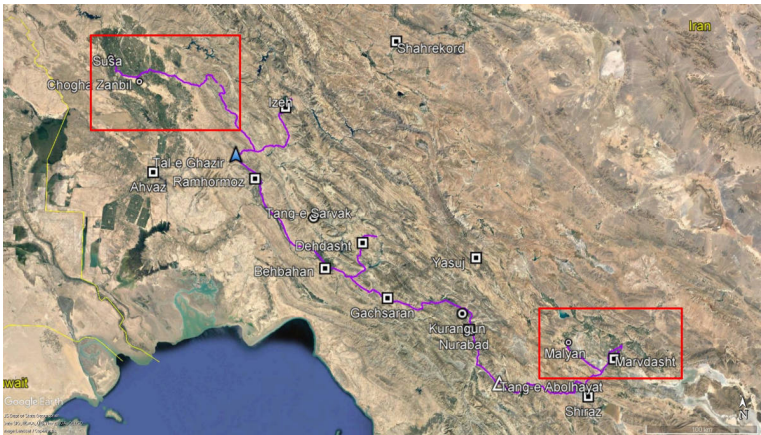 Iran
Shahrekord
Susa
Chogha Zanbil
Izeh
Tal-e Ghazir
Ahvaz
Ramhormoz
Tang-e Sarvak
Dehdasht
Yasuj
Behbahan
Gachsaran
Kurangun
Nurabad
Malyan
Marvdasht
Tang-e Abolhayat
Shiraz
wait
Google Earth
100 km
N